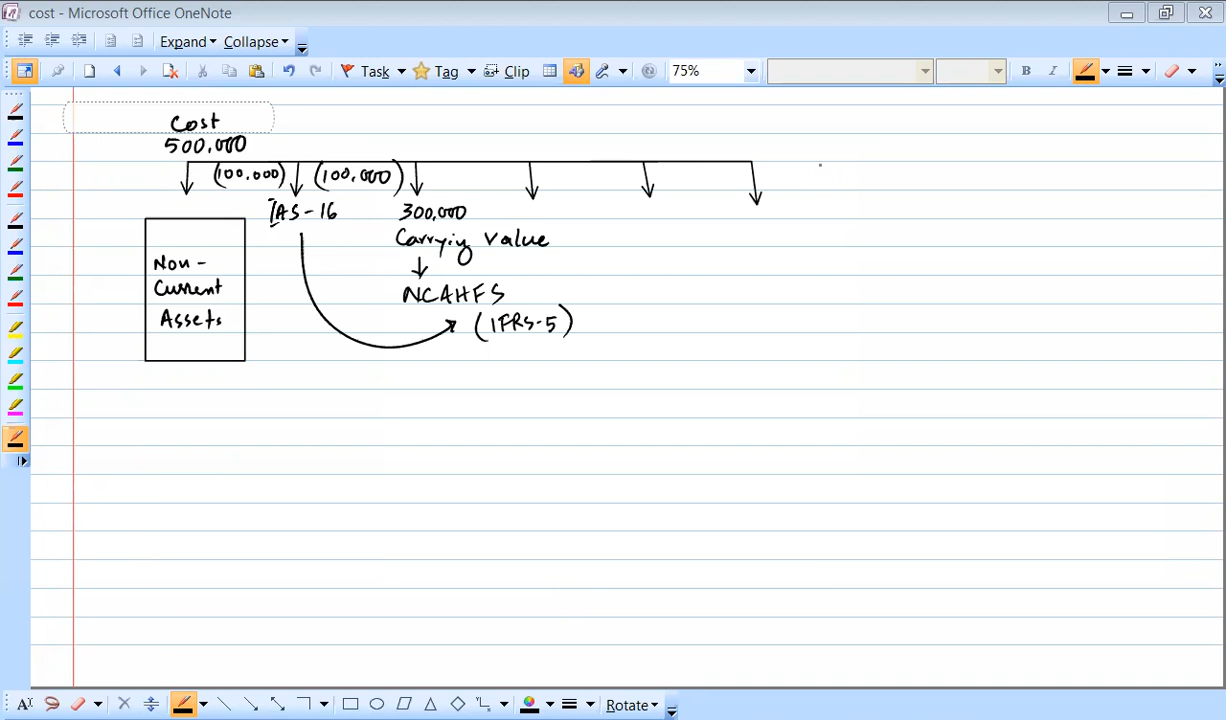 cost - Microsoft Office OneNote
Expand Collapse
Task Tag Clip 75% B I
Cost
500,000
(100,000) (100,000)
IAS-16 300,000
Carrying Value
NCAHFS
(IFRS-5)
Non-
Current
Assets
A Rotate